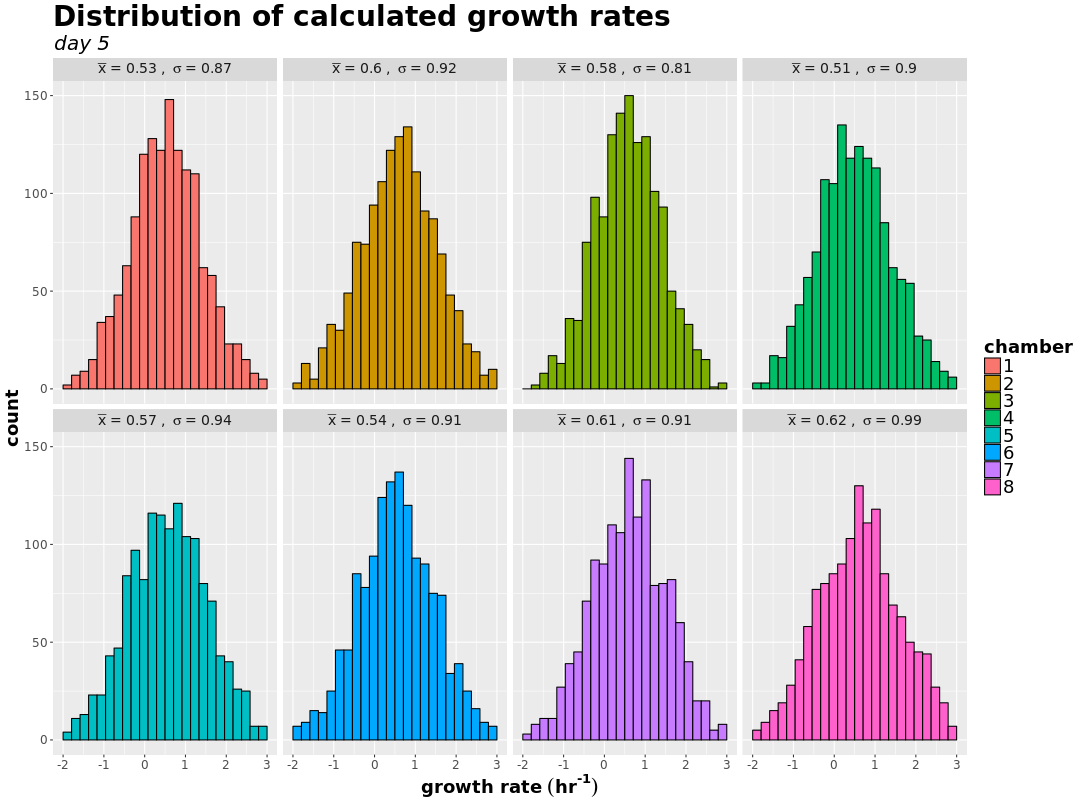 Distribution of calculated growth rates
day 5
x̅ = 0.53 , σ = 0.87
x̅ = 0.6 , σ = 0.92
x̅ = 0.58 , σ = 0.81
x̅ = 0.51 , σ = 0.9
150
100
50
0
x̅ = 0.57 , σ = 0.94
x̅ = 0.54 , σ = 0.91
x̅ = 0.61 , σ = 0.91
x̅ = 0.62 , σ = 0.99
150
100
50
0
-2 -1 0 1 2 3
-2 -1 0 1 2 3
-2 -1 0 1 2 3
-2 -1 0 1 2 3
count
growth rate (hr⁻¹)
chamber
1
2
3
4
5
6
7
8